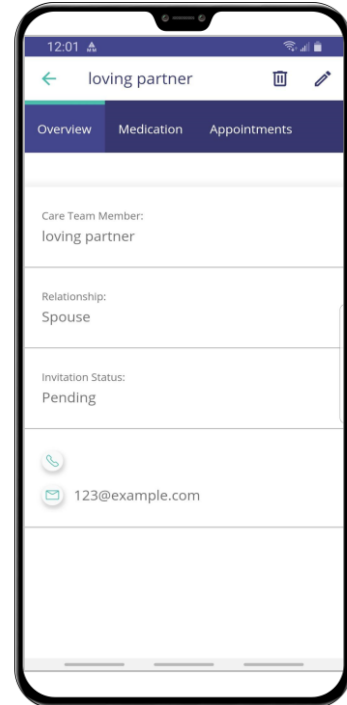 12:01
loving partner
Overview Medication Appointments
Care Team Member:
loving partner
Relationship:
Spouse
Invitation Status:
Pending
123@example.com